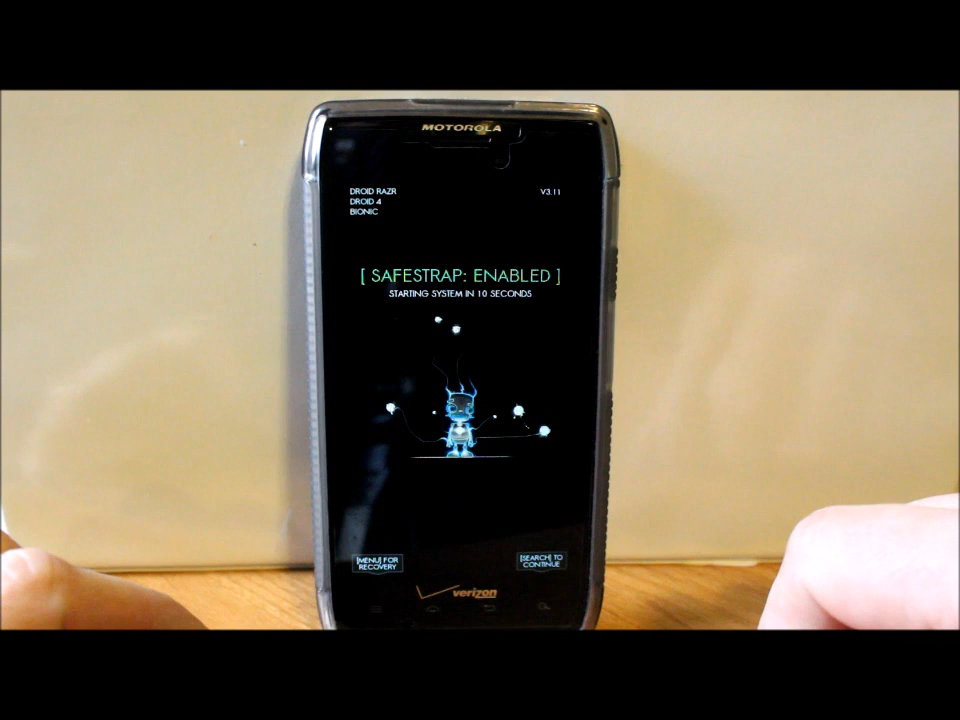 MOTOROLA
DROID RAZR
V3.11
DROID 4
BIONIC
[ SAFESTRAP: ENABLED ]
STARTING SYSTEM IN 10 SECONDS
[MENU] FOR
RECOVERY
[SEARCH] TO
CONTINUE
verizon